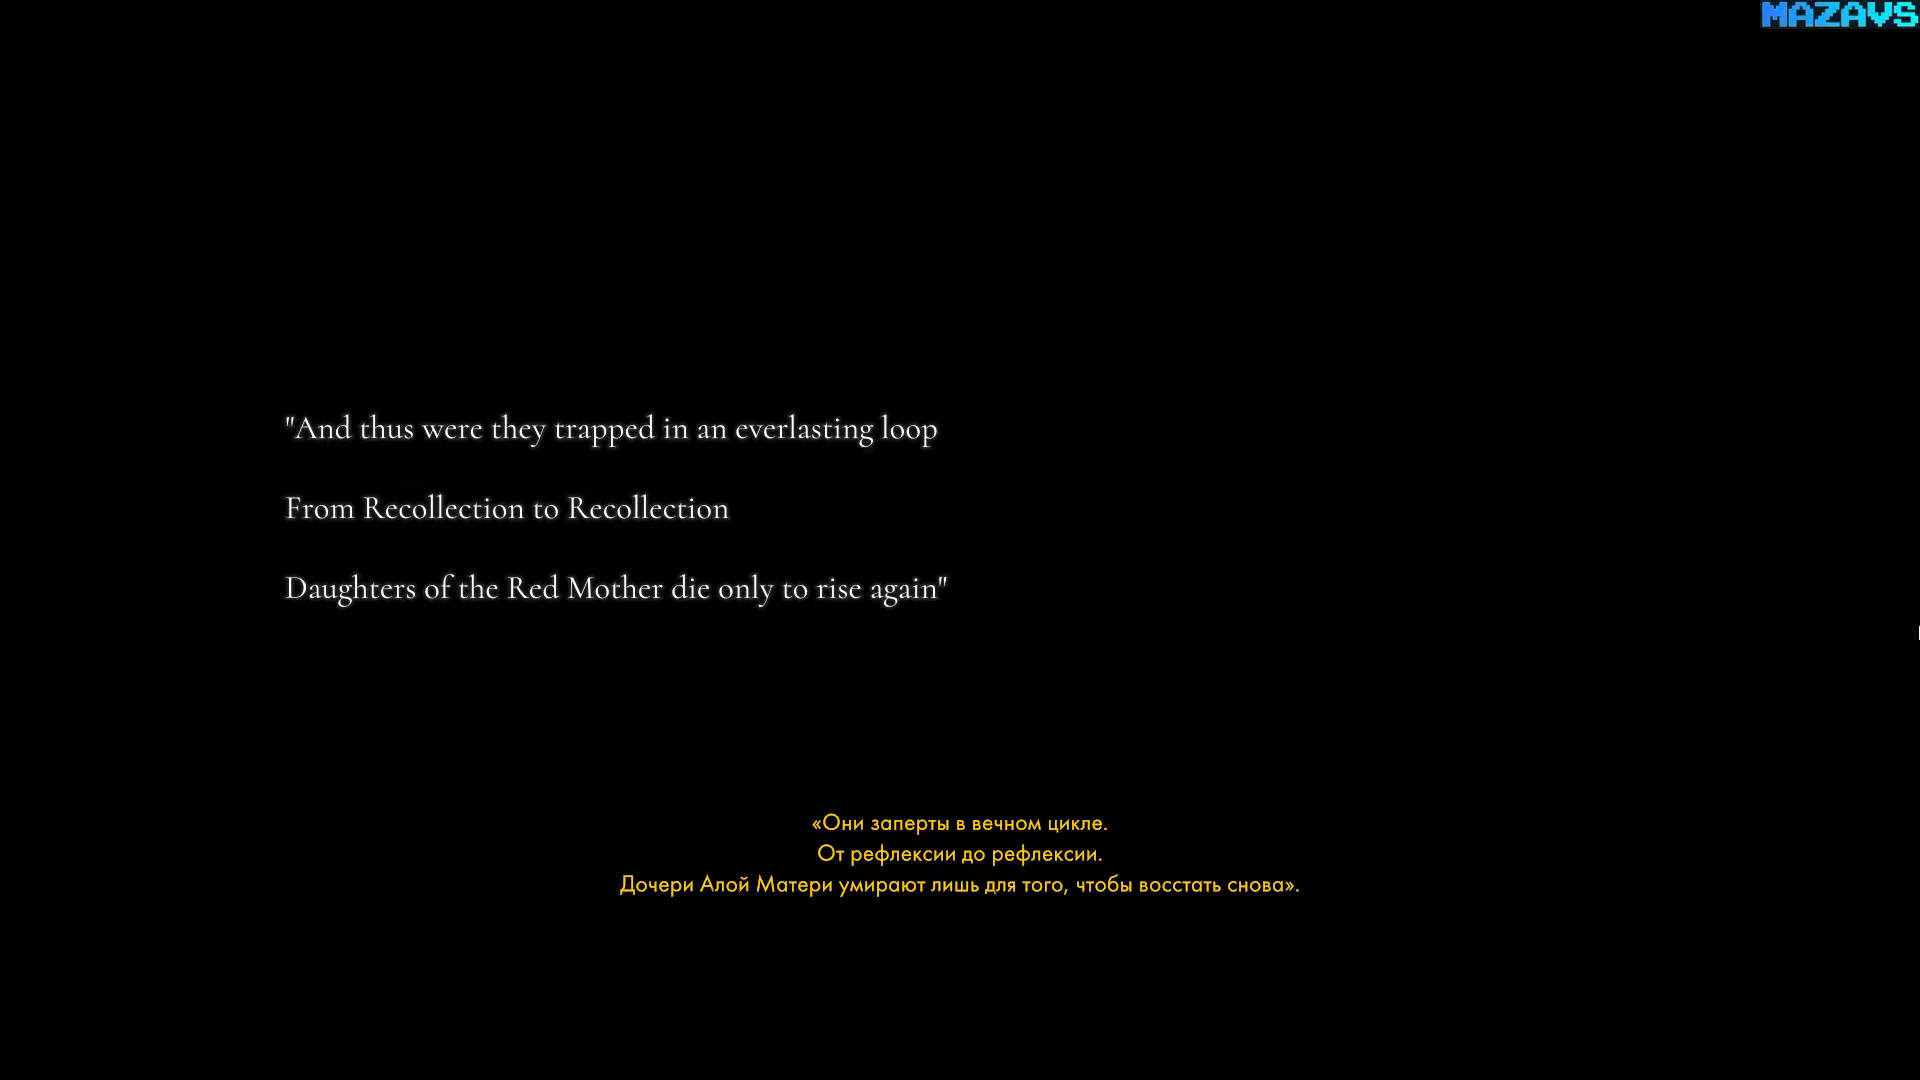 MAZAVS
"And thus were they trapped in an everlasting loop
From Recollection to Recollection
Daughters of the Red Mother die only to rise again"
«Они заперты в вечном цикле.
От рефлексии до рефлексии.
Дочери Алой Матери умирают лишь для того, чтобы восстать снова».